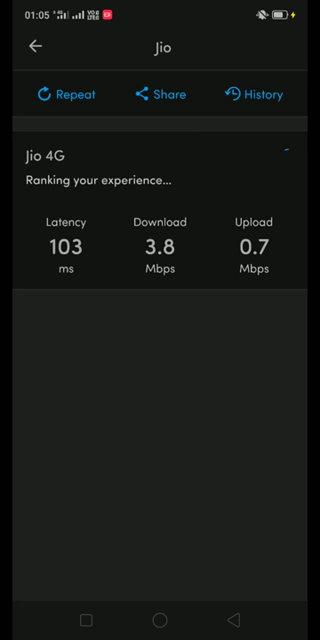 01:05
Jio
Repeat Share History
Jio 4G
Ranking your experience...
Latency Download Upload
103 3.8 0.7
ms Mbps Mbps